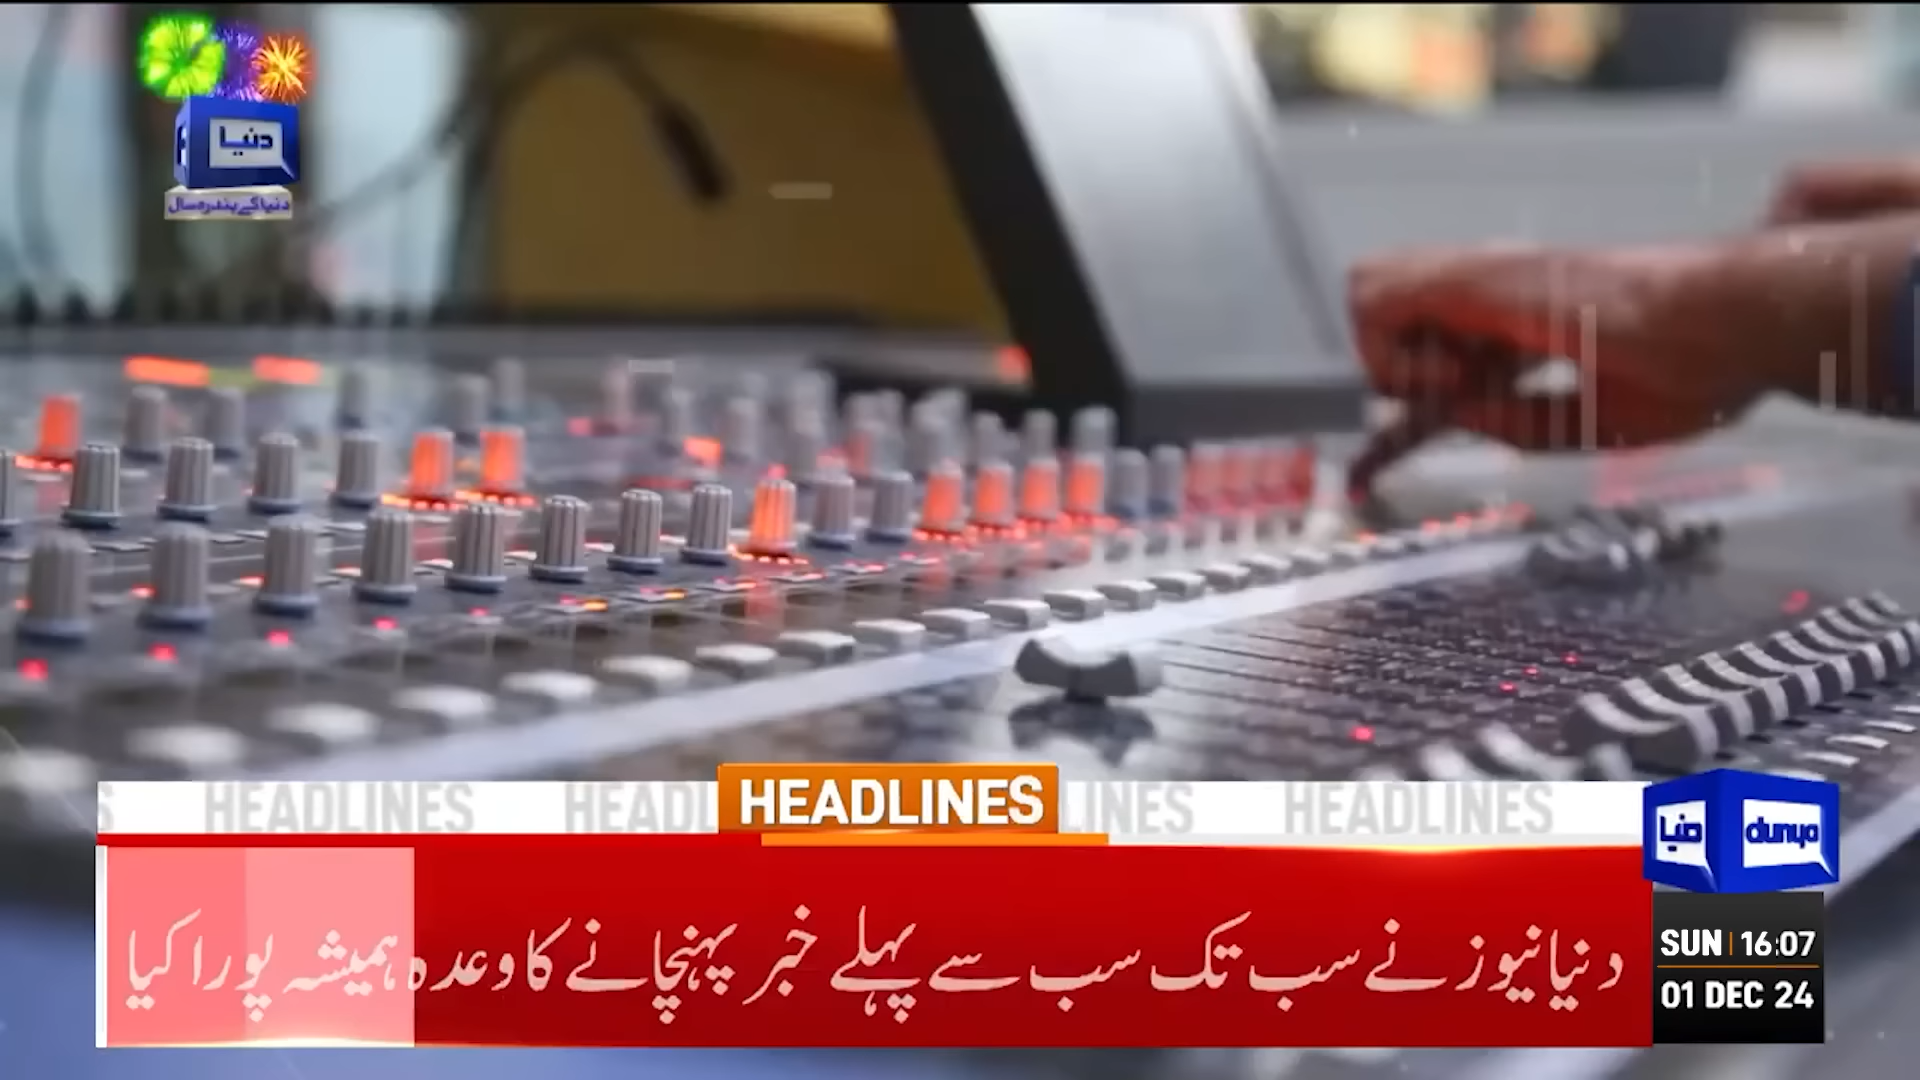 دنیا
دنیا کے پندرہ سال
HEADLINES HEADLINES HEADLINES HEADLINES
دنیا dunya
دنیا نیوز نے سب تک سب سے پہلے خبر پہنچانے کا وعدہ ہمیشہ پورا کیا
SUN | 16:07
01 DEC 24